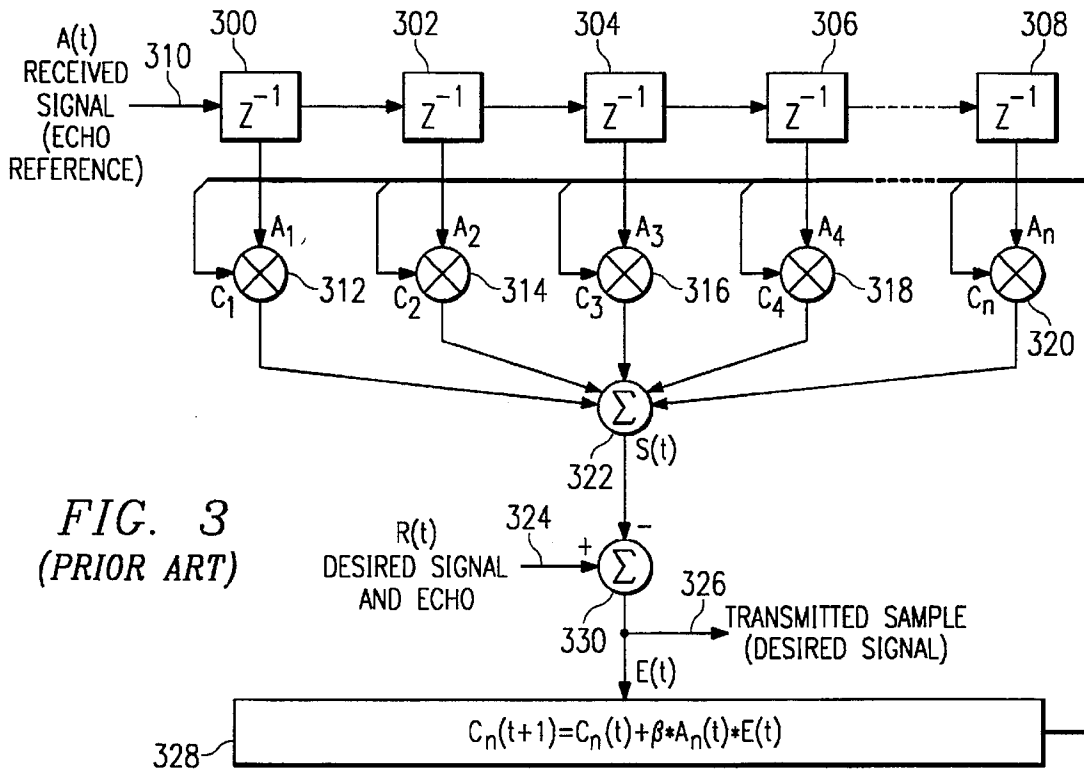 300
302
304
306
308
A(t)
RECEIVED
SIGNAL
(ECHO
REFERENCE)
310
Z⁻¹
Z⁻¹
Z⁻¹
Z⁻¹
Z⁻¹
A₁
A₂
A₃
A₄
Aₙ
C₁
312
C₂
314
C₃
316
C₄
318
Cₙ
320
Σ
322
S(t)
FIG. 3
(PRIOR ART)
R(t)
DESIRED SIGNAL
AND ECHO
324
+
−
Σ
330
326
TRANSMITTED SAMPLE
(DESIRED SIGNAL)
E(t)
Cₙ(t+1)=Cₙ(t)+β*Aₙ(t)*E(t)
328